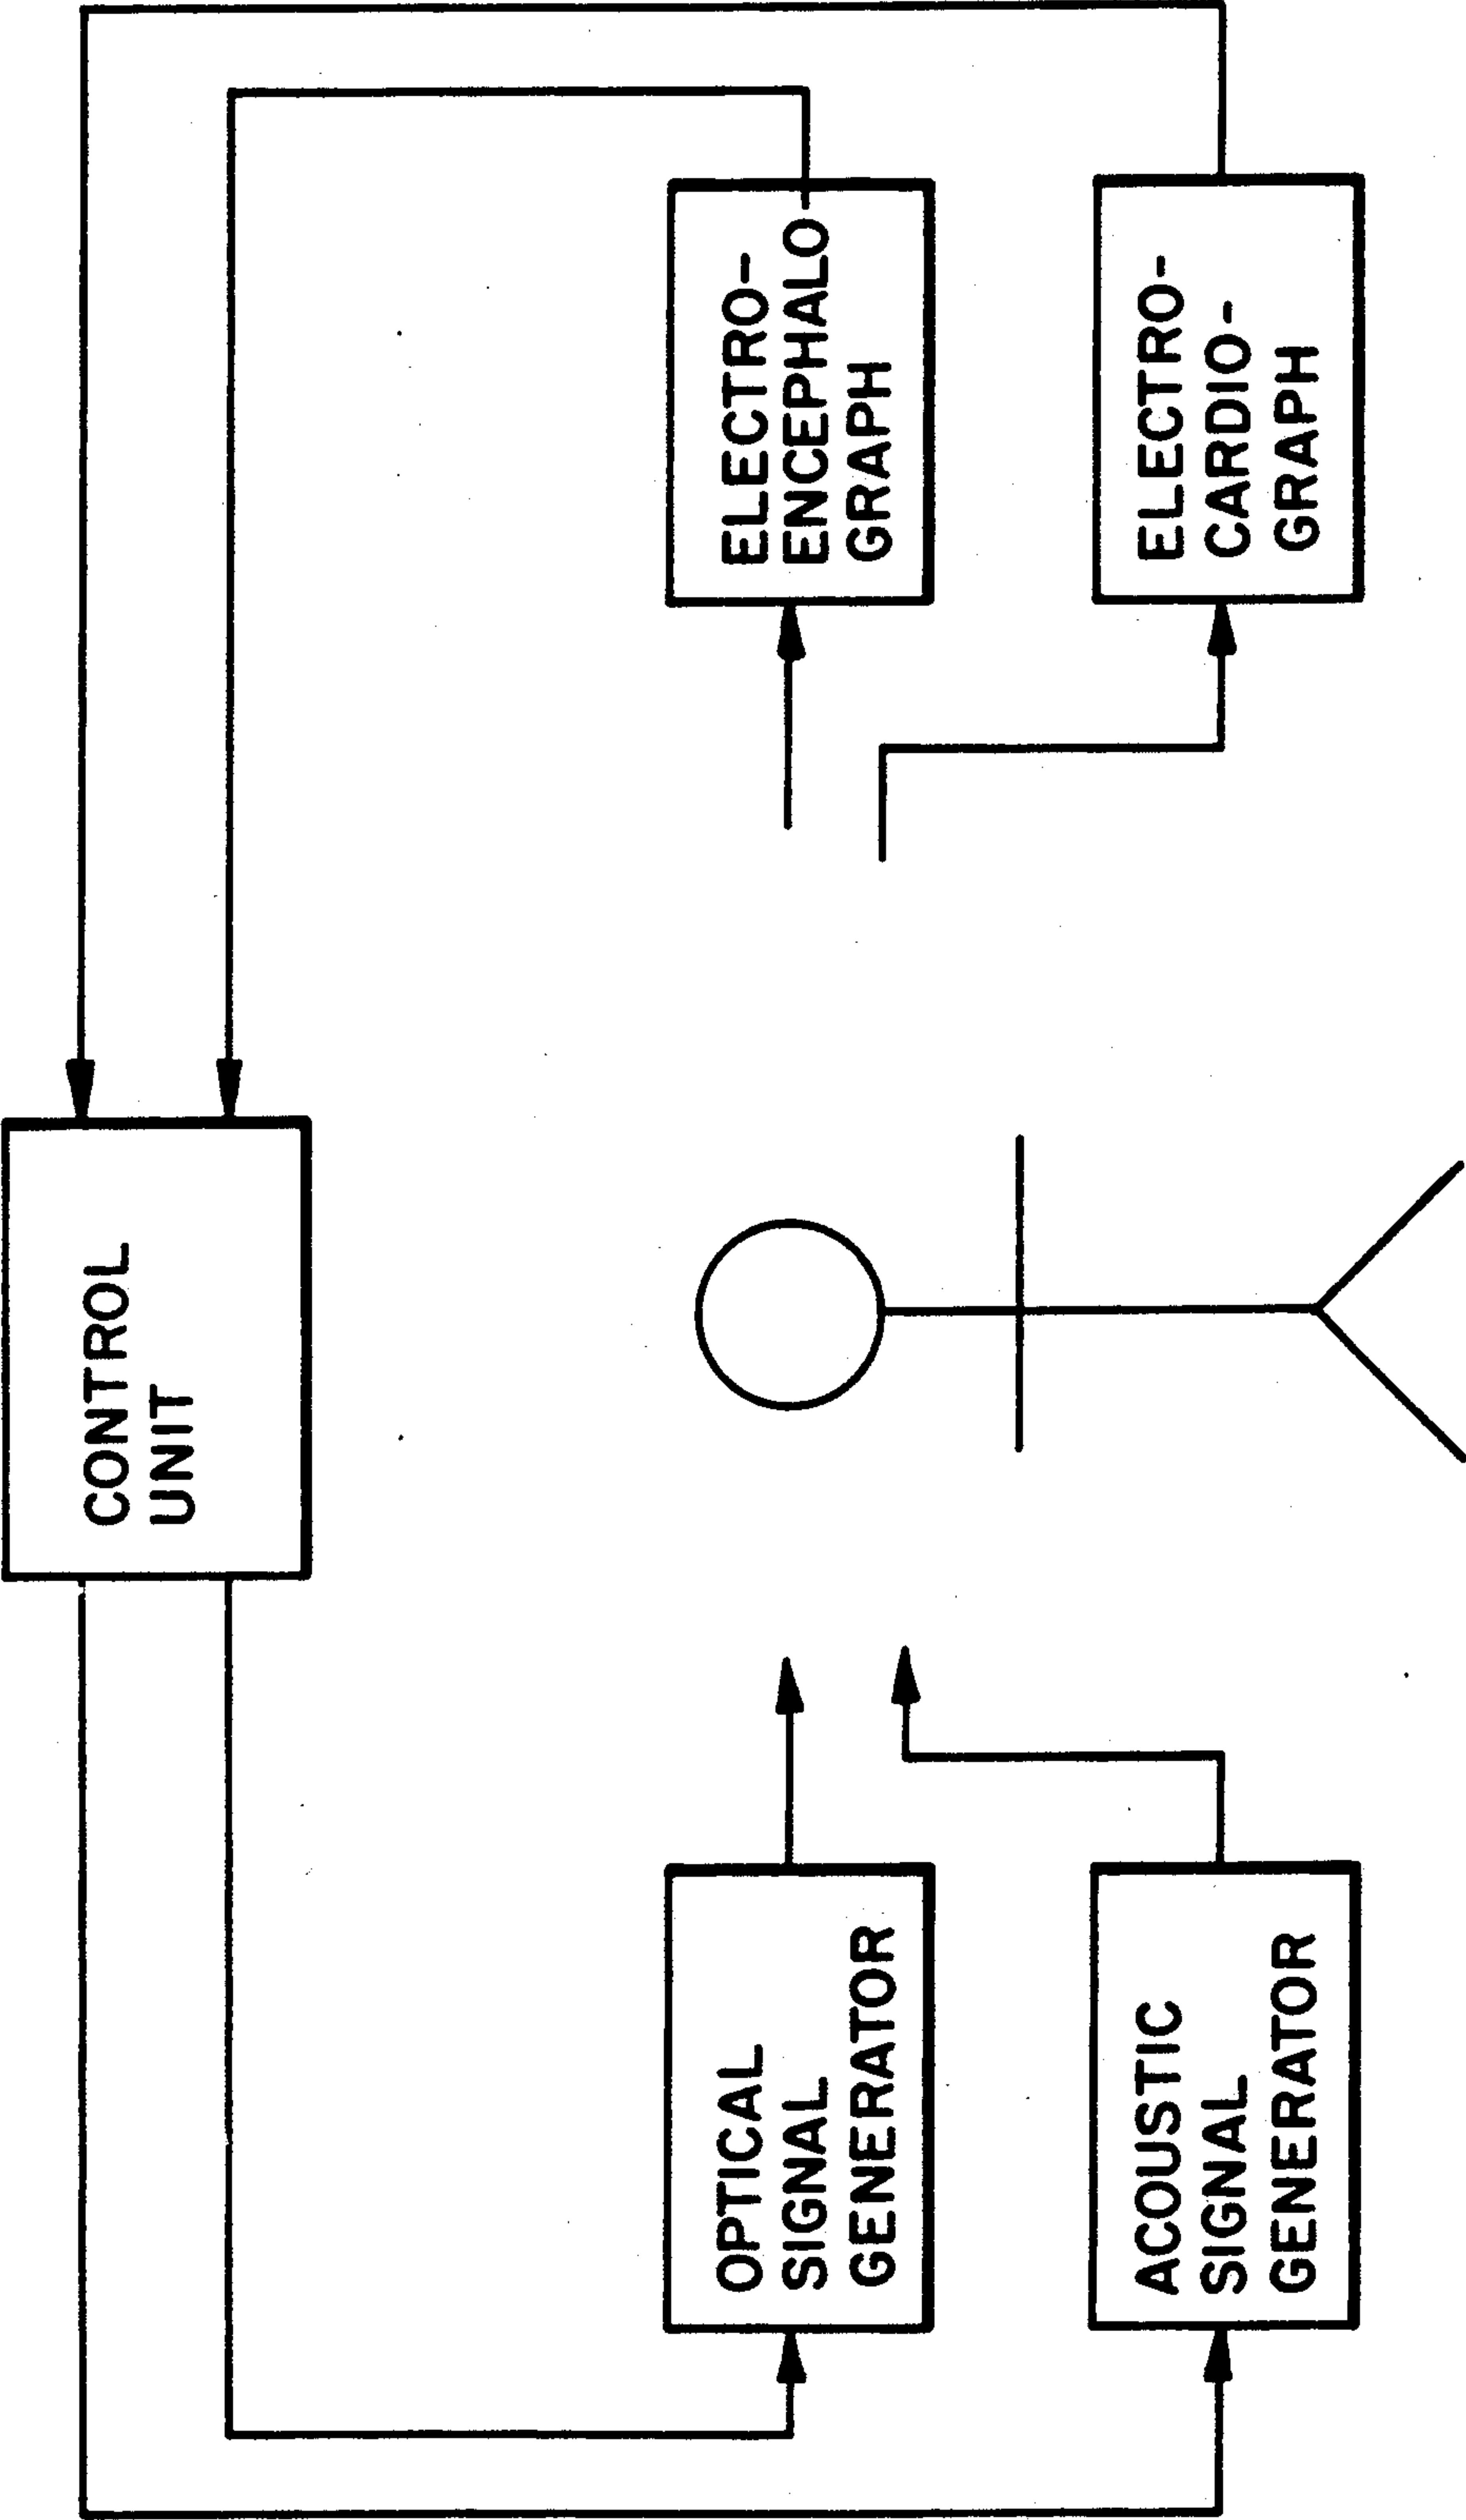 CONTROL
UNIT
OPTICAL
SIGNAL
GENERATOR
ELECTRO-
ENCEPHALO
GRAPH
ACOUSTIC
SIGNAL
GENERATOR
ELECTRO-
CARDIO-
GRAPH